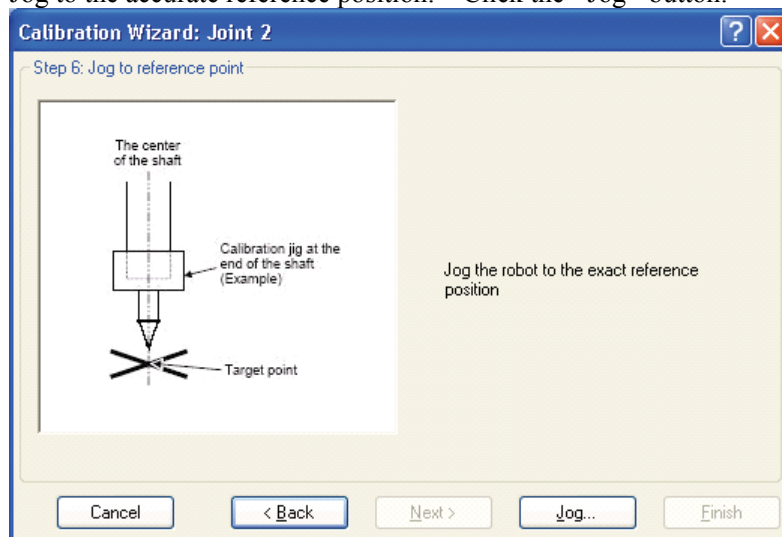 Jog to the accurate reference position. Click the "Jog" button.
Calibration Wizard: Joint 2
Step 6: Jog to reference point
The center
of the shaft
Calibration jig at the
end of the shaft
(Example)
Target point
Jog the robot to the exact reference
position
Cancel
< Back
Next >
Jog...
Finish